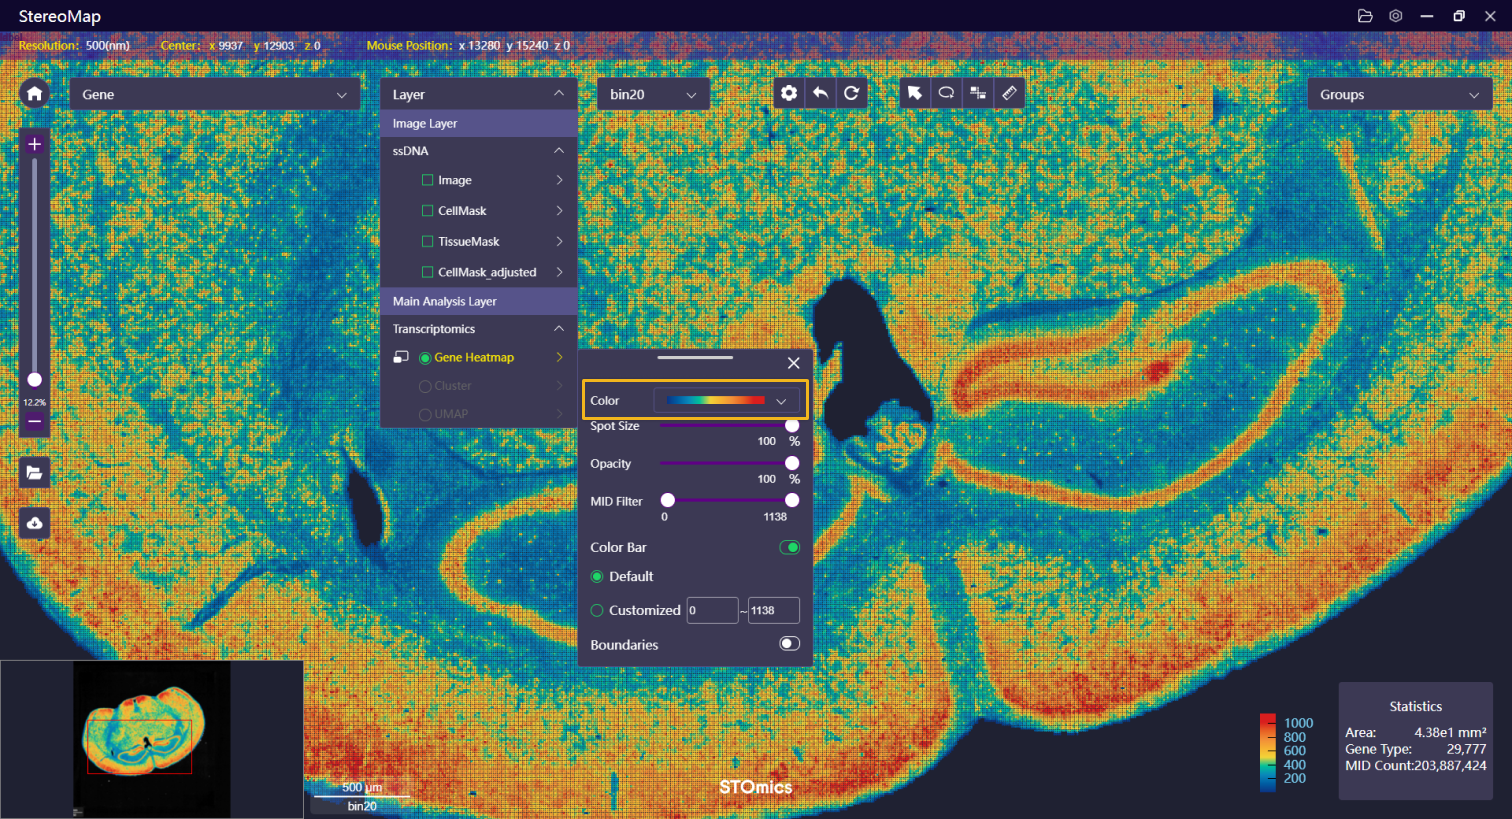 StereoMap
Resolution: 500(nm) Center: x 9937 y 12903 z 0 Mouse Position: x 13280 y 15240 z 0
Gene
Layer
bin20
Groups
Image Layer
ssDNA
Image
CellMask
TissueMask
CellMask_adjusted
Main Analysis Layer
Transcriptomics
Gene Heatmap
Cluster
UMAP
12.2%
Color
Spot Size
100 %
Opacity
100 %
MID Filter
0 1138
Color Bar
Default
Customized 0 ~ 1138
Boundaries
500 μm
bin20
STOmics
1000
800
600
400
200
Statistics
Area: 4.38e1 mm²
Gene Type: 29,777
MID Count:203,887,424